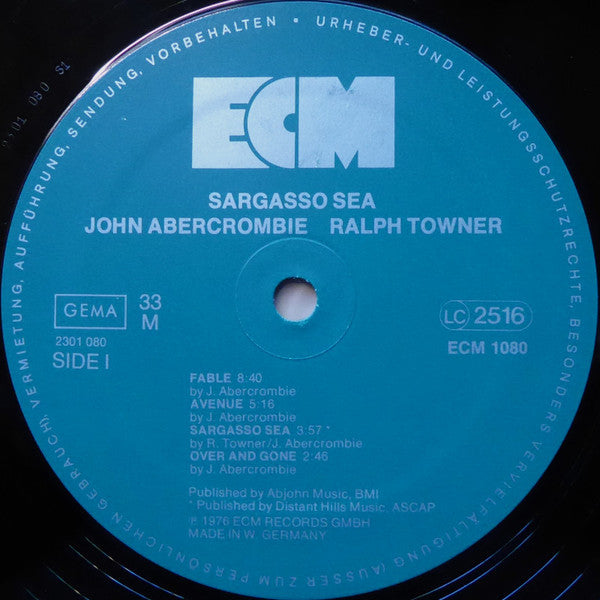 URHEBER- UND LEISTUNGSSCHUTZRECHTE, BESONDERS VERVIELFÄLTIGUNG (AUSSER ZUM PERSÖNLICHEN GEBRAUCH), VERMIETUNG, AUFFÜHRUNG, SENDUNG, VORBEHALTEN •
ECM
SARGASSO SEA
JOHN ABERCROMBIE RALPH TOWNER
GEMA
33
M
2301 080
SIDE I
LC 2516
ECM 1080
FABLE 8:40
by J. Abercrombie
AVENUE 5:16
by J. Abercrombie
SARGASSO SEA 3:57 *
by R. Towner/J. Abercrombie
OVER AND GONE 2:46
by J. Abercrombie
Published by Abjohn Music, BMI
* Published by Distant Hills Music, ASCAP
℗ 1976 ECM RECORDS GMBH
MADE IN W. GERMANY